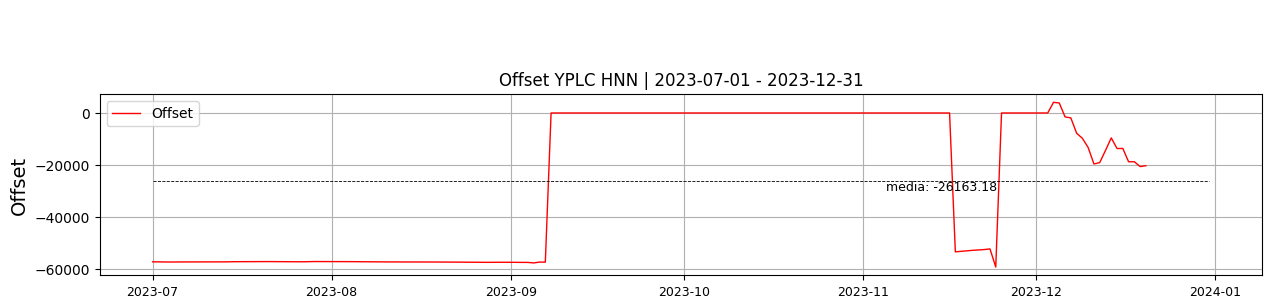 Offset YPLC HNN | 2023-07-01 - 2023-12-31
Offset
Offset
0
−20000
−40000
−60000
media: -26163.18
2023-07
2023-08
2023-09
2023-10
2023-11
2023-12
2024-01